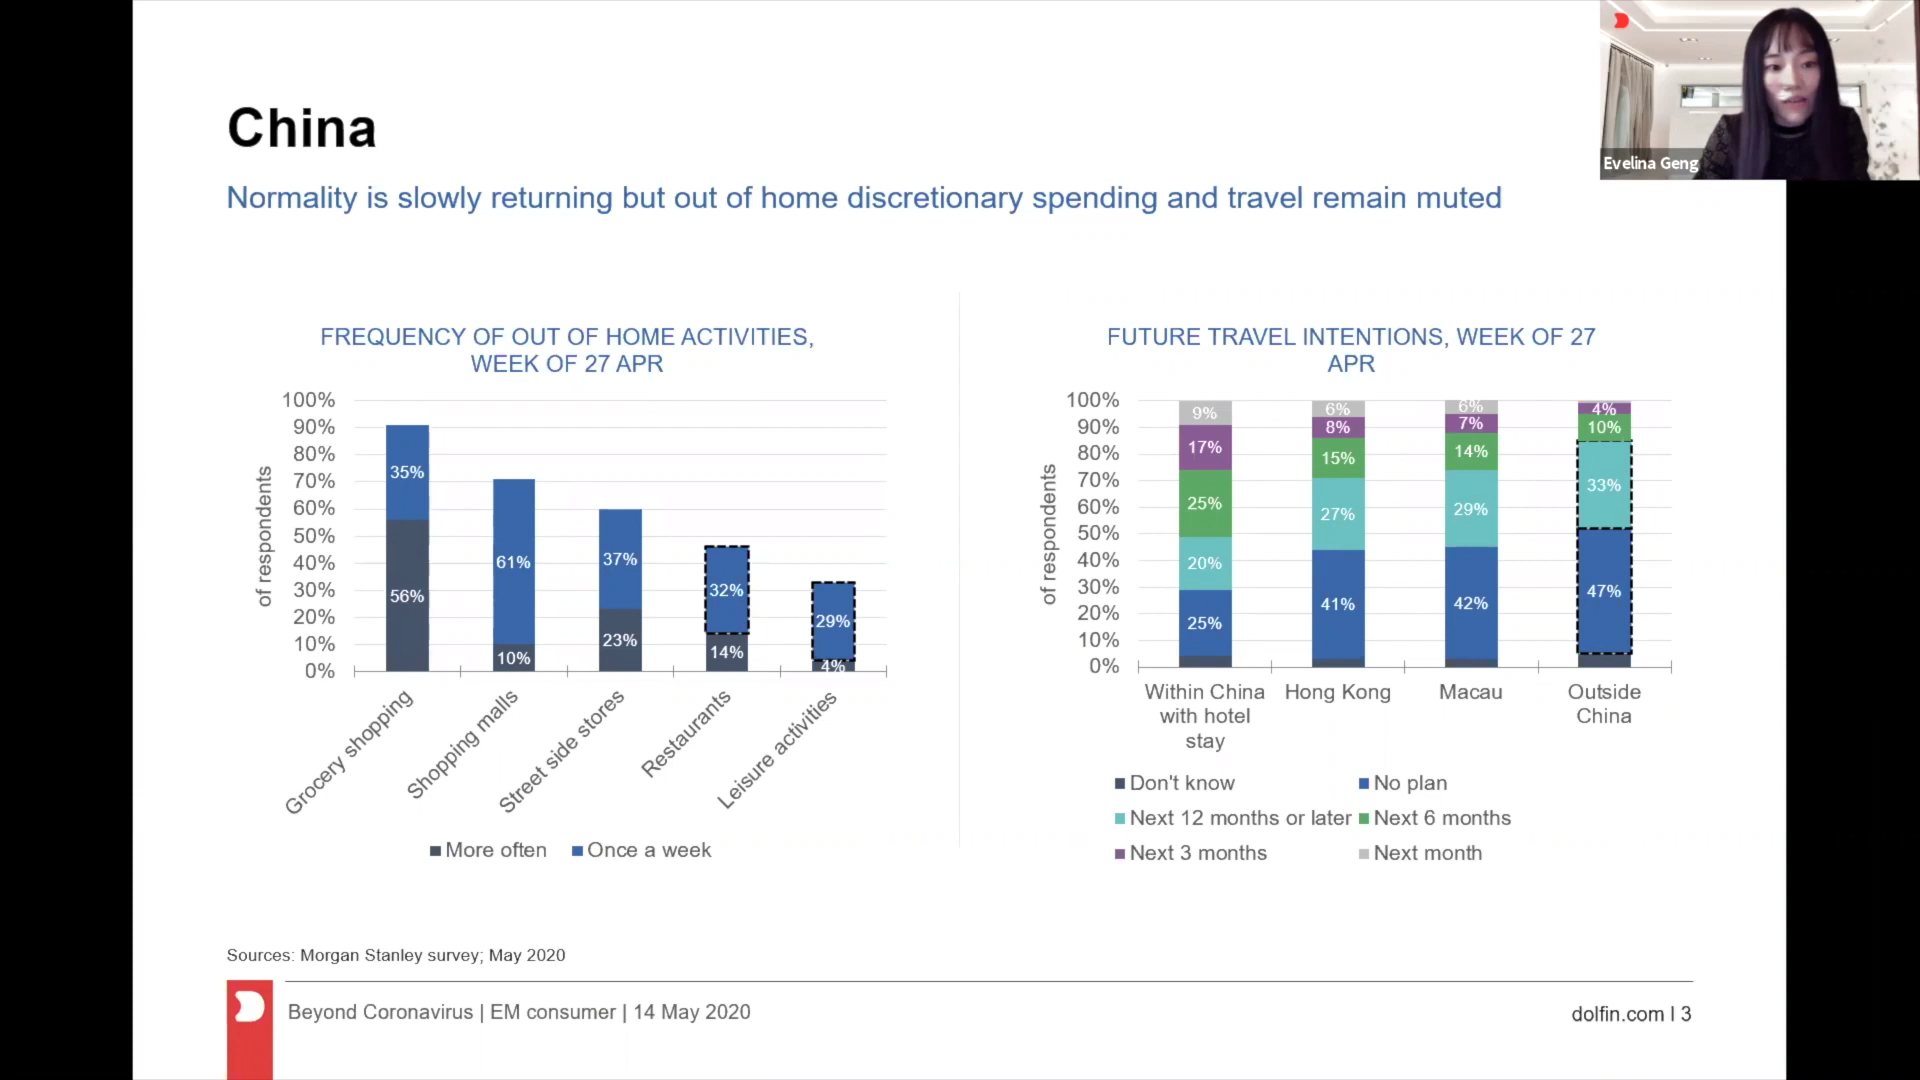 Evelina Geng
China
Normality is slowly returning but out of home discretionary spending and travel remain muted
FREQUENCY OF OUT OF HOME ACTIVITIES,
WEEK OF 27 APR
of respondents
100%
90%
80%
70%
60%
50%
40%
30%
20%
10%
0%
35%
56%
61%
10%
37%
23%
32%
14%
29%
4%
Grocery shopping
Shopping malls
Street side stores
Restaurants
Leisure activities
More often
Once a week
FUTURE TRAVEL INTENTIONS, WEEK OF 27
APR
of respondents
100%
90%
80%
70%
60%
50%
40%
30%
20%
10%
0%
9%
17%
25%
20%
25%
6%
8%
15%
27%
41%
6%
7%
14%
29%
42%
4%
10%
33%
47%
Within China
with hotel
stay
Hong Kong
Macau
Outside
China
Don't know
No plan
Next 12 months or later
Next 6 months
Next 3 months
Next month
Sources: Morgan Stanley survey; May 2020
Beyond Coronavirus | EM consumer | 14 May 2020
dolfin.com | 3